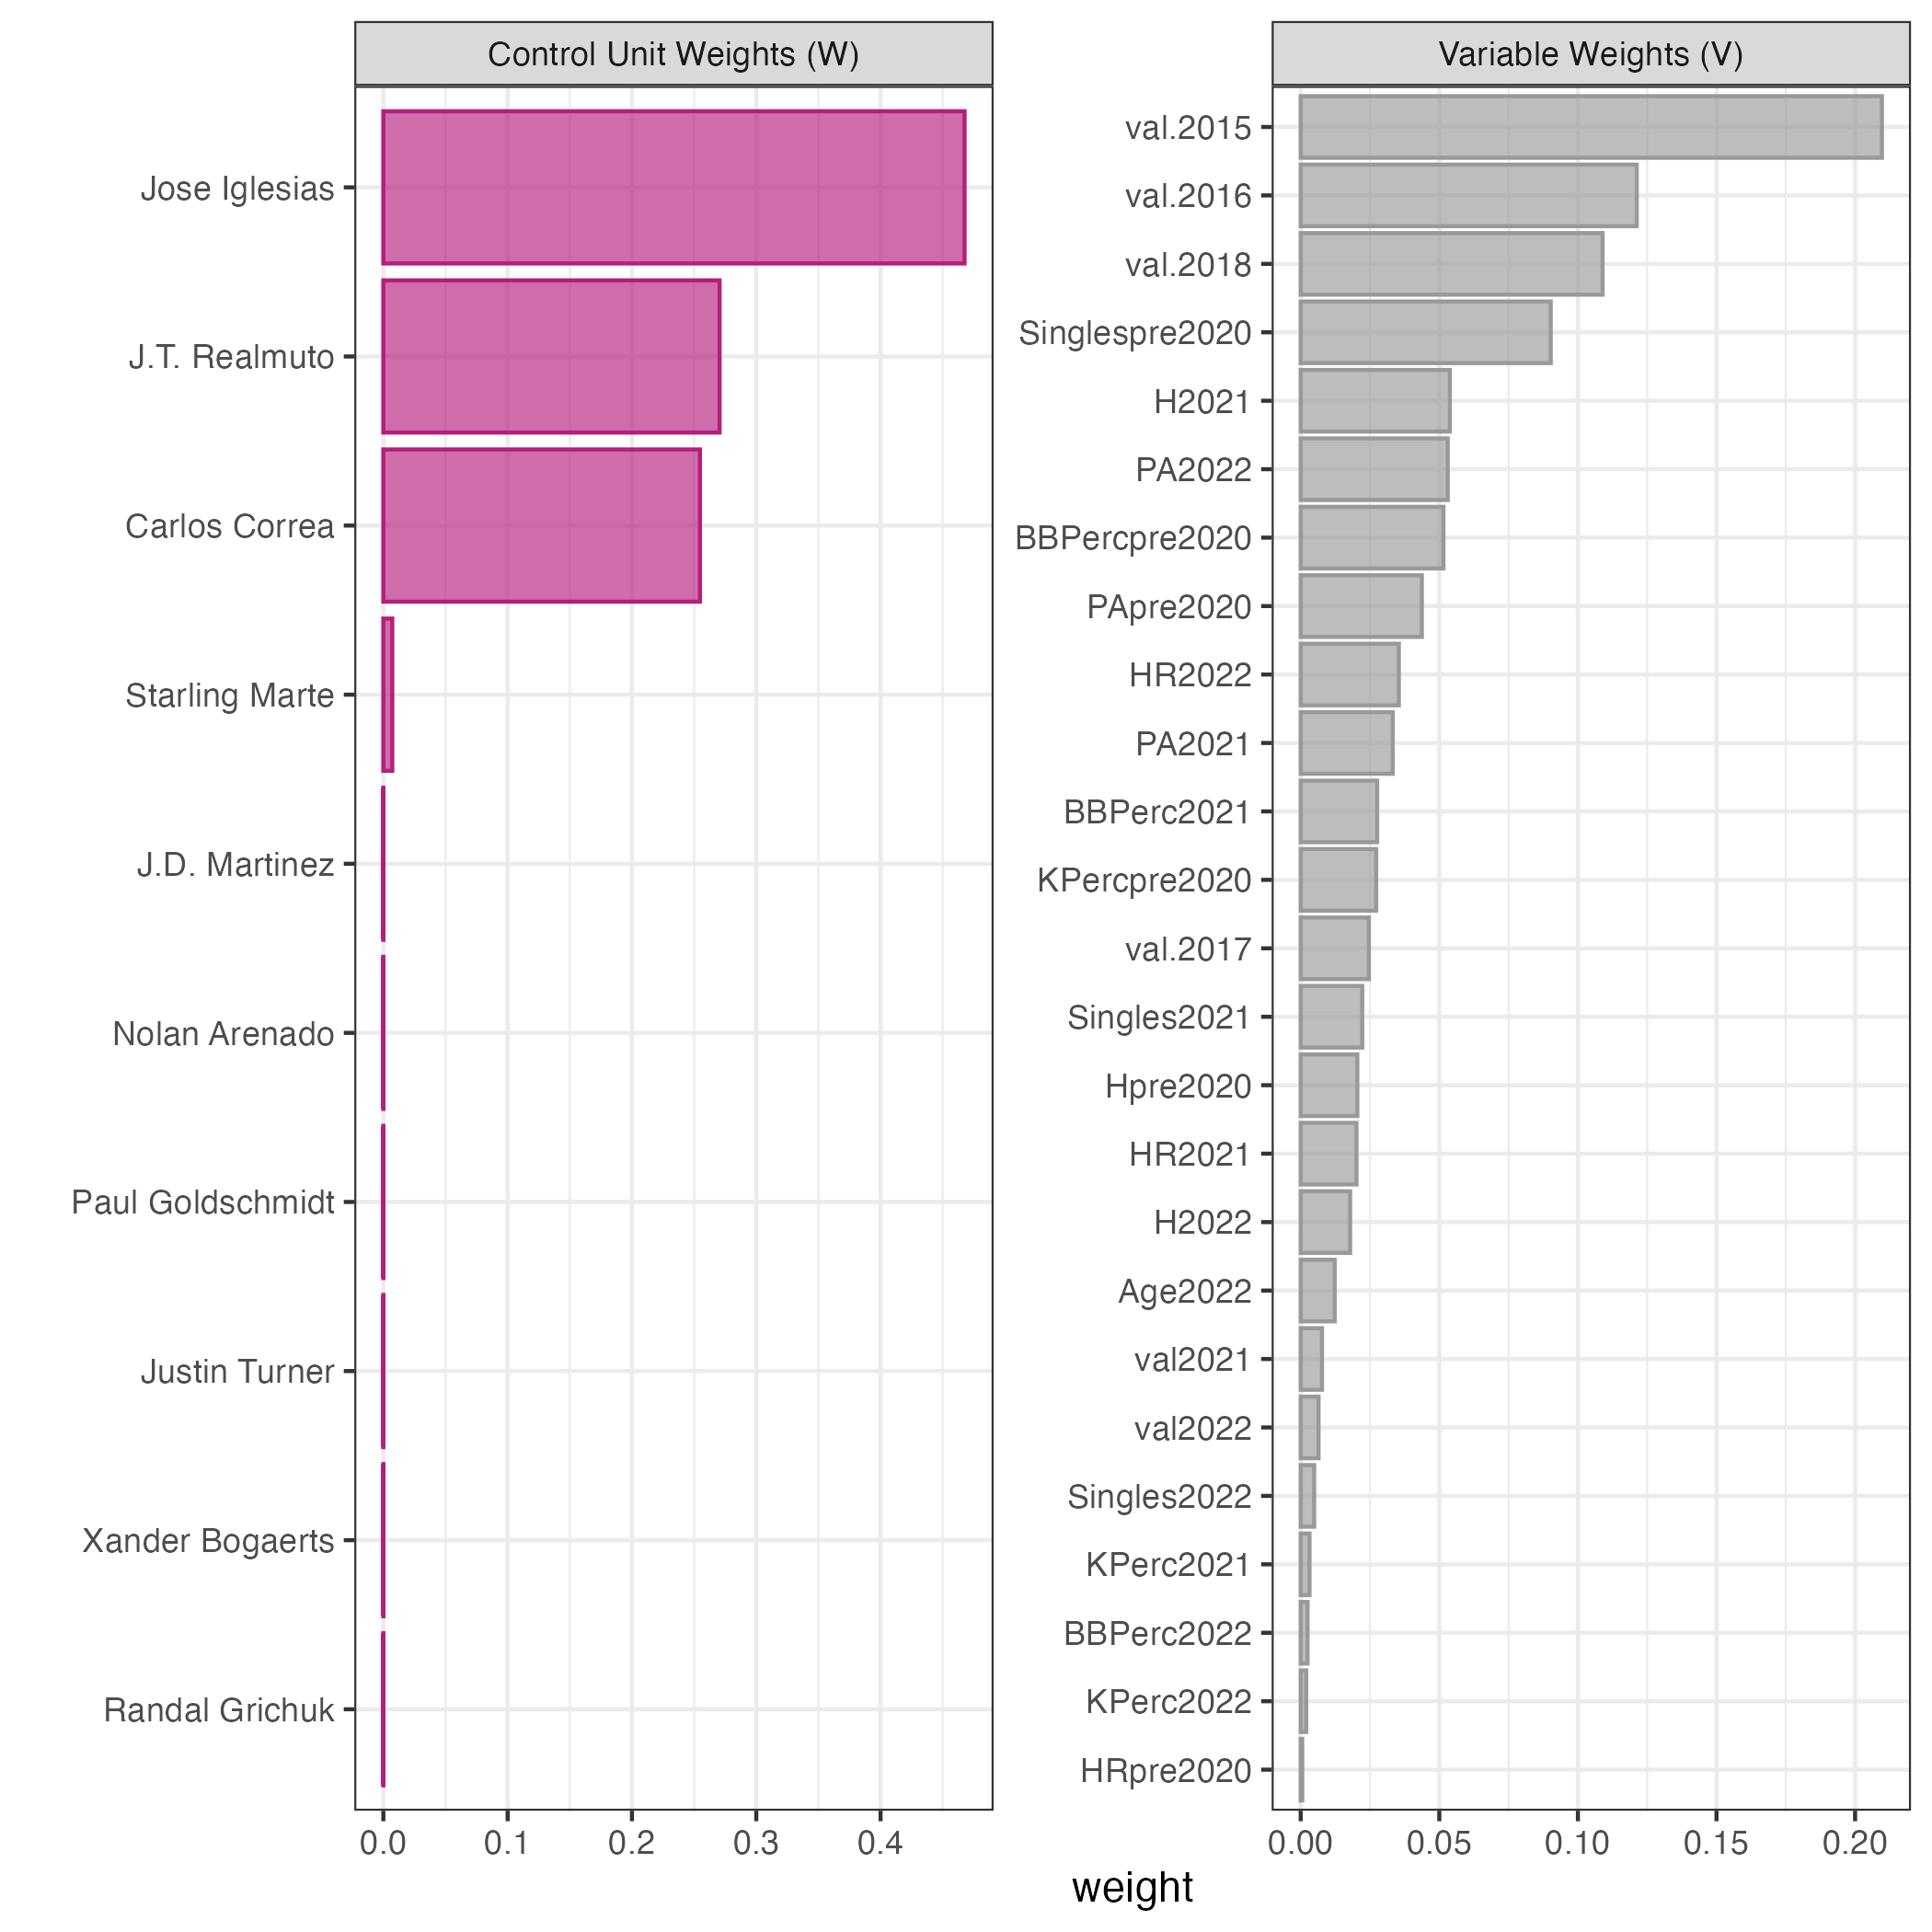 Control Unit Weights (W)
Jose Iglesias
J.T. Realmuto
Carlos Correa
Starling Marte
J.D. Martinez
Nolan Arenado
Paul Goldschmidt
Justin Turner
Xander Bogaerts
Randal Grichuk
0.0 0.1 0.2 0.3 0.4
Variable Weights (V)
val.2015
val.2016
val.2018
Singlespre2020
H2021
PA2022
BBPercpre2020
PApre2020
HR2022
PA2021
BBPerc2021
KPercpre2020
val.2017
Singles2021
Hpre2020
HR2021
H2022
Age2022
val2021
val2022
Singles2022
KPerc2021
BBPerc2022
KPerc2022
HRpre2020
0.00 0.05 0.10 0.15 0.20
weight